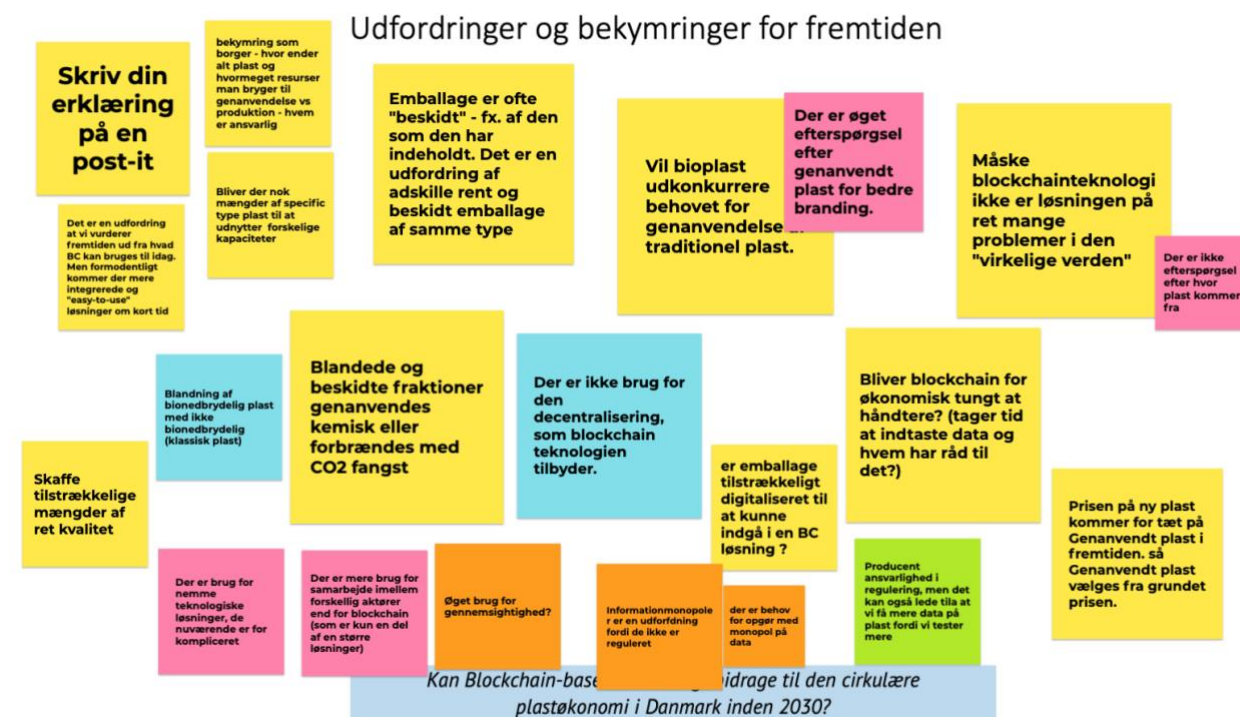 Udfordringer og bekymringer for fremtiden
Skriv din
erklæring
på en
post-it
bekymring som
borger - hvor ender
alt plast og
hvormeget resurser
man bryger til
genanvendelse vs
produktion - hvem
er ansvarlig
Bliver der nok
mængder af specific
type plast til at
udnytter forskelige
kapaciteter
Det er en udfordring
at vi vurderer
fremtiden ud fra hvad
BC kan bruges til idag.
Men formodentligt
kommer der mere
integrerede og
"easy-to-use"
løsninger om kort tid
Emballage er ofte
"beskidt" - fx. af den
som den har
indeholdt. Det er en
udfordring af
adskille rent og
beskidt emballage
af samme type
Vil bioplast
udkonkurrere
behovet for
genanvendelse
traditionel plast.
Der er øget
efterspørgsel
efter
genanvendt
plast for bedre
branding.
Måske
blockchainteknologi
ikke er løsningen på
ret mange
problemer i den
"virkelige verden"
Der er ikke
efterspørgsel
efter hvor
plast kommer
fra
Blandning af
bionedbrydelig plast
med ikke
bionedbrydelig
(klassisk plast)
Blandede og
beskidte fraktioner
genanvendes
kemisk eller
forbrændes med
CO2 fangst
Der er ikke brug for
den
decentralisering,
som blockchain
teknologien
tilbyder.
Bliver blockchain for
økonomisk tungt at
håndtere? (tager tid
at indtaste data og
hvem har råd til
det?)
Skaffe
tilstrækkelige
mængder af
ret kvalitet
er emballage
tilstrækkeligt
digitaliseret til
at kunne
indgå i en BC
løsning ?
Prisen på ny plast
kommer for tæt på
Genanvendt plast i
fremtiden. så
Genanvendt plast
vælges fra grundet
prisen.
Der er brug for
nemme
teknologiske
løsninger, de
nuværende er for
kompliceret
Der er mere brug for
samarbejde imellem
forskellig aktører
end for blockchain
(som er kun en del
af en større
løsninger)
Øget brug for
gennemsigtighed?
Informationmonopole
r er en udforfdning
fordi de ikke er
reguleret
der er behov
for opgør med
monopol på
data
Producent
ansvarlighed i
regulering, men det
kan også lede tila at
vi få mere data på
plast fordi vi tester
mere
Kan Blockchain-base bidrage til den cirkulære
plastøkonomi i Danmark inden 2030?